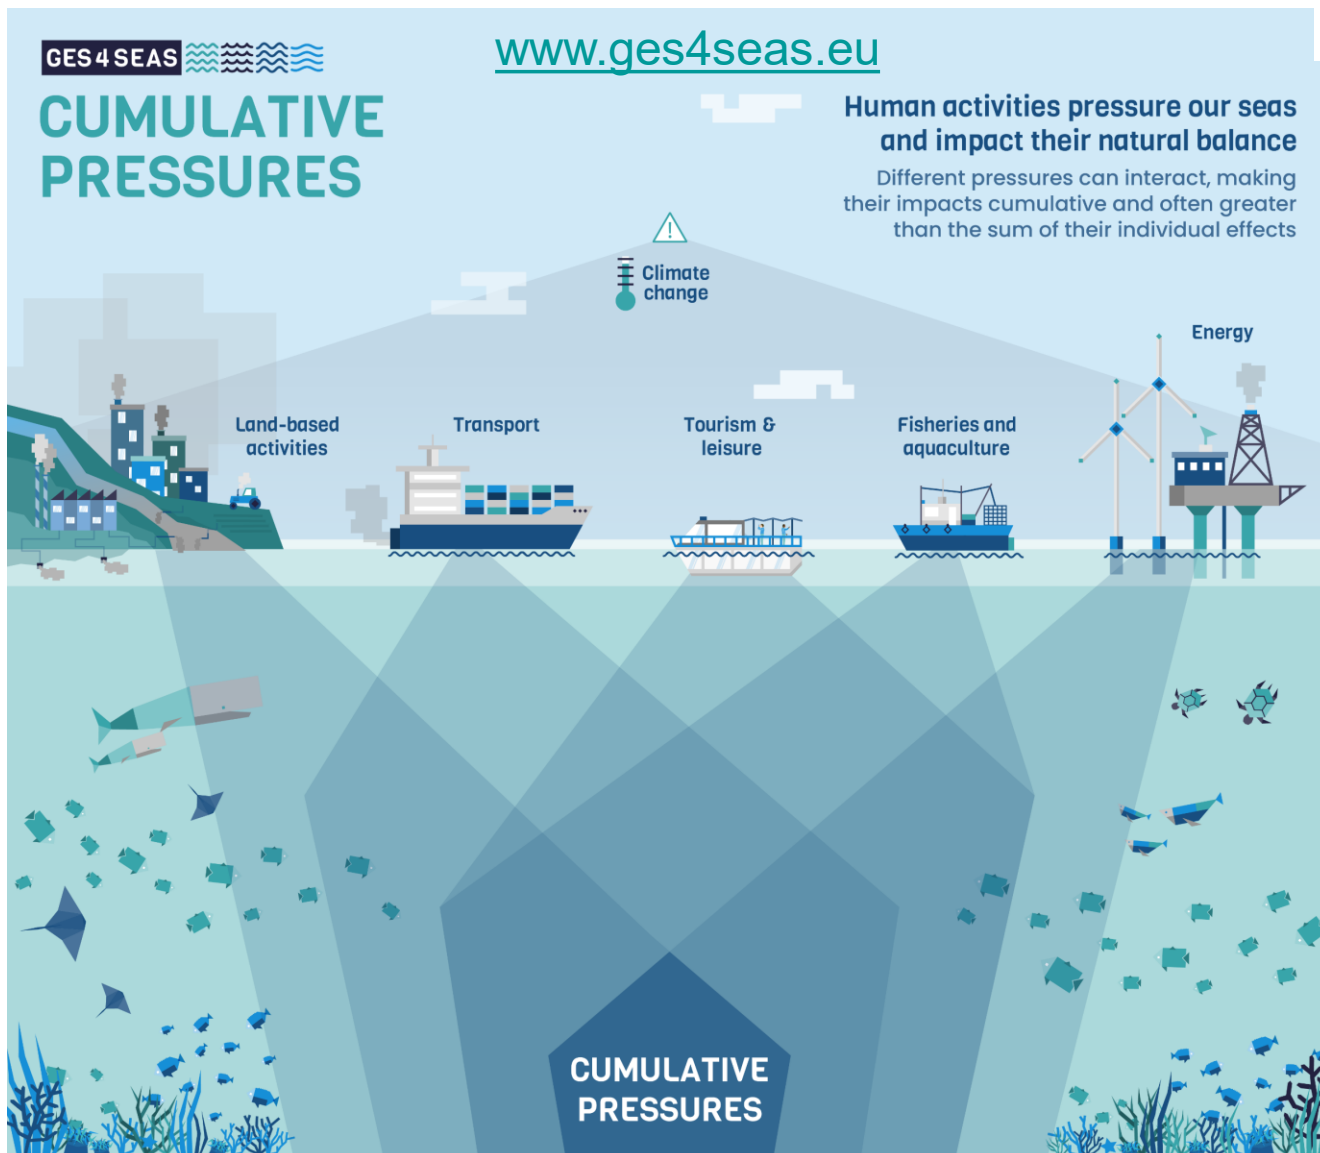 GES4SEAS
www.ges4seas.eu
CUMULATIVE
PRESSURES
Human activities pressure our seas
and impact their natural balance
Different pressures can interact, making
their impacts cumulative and often greater
than the sum of their individual effects
Climate
change
Energy
Land-based
activities
Transport
Tourism &
leisure
Fisheries and
aquaculture
CUMULATIVE
PRESSURES